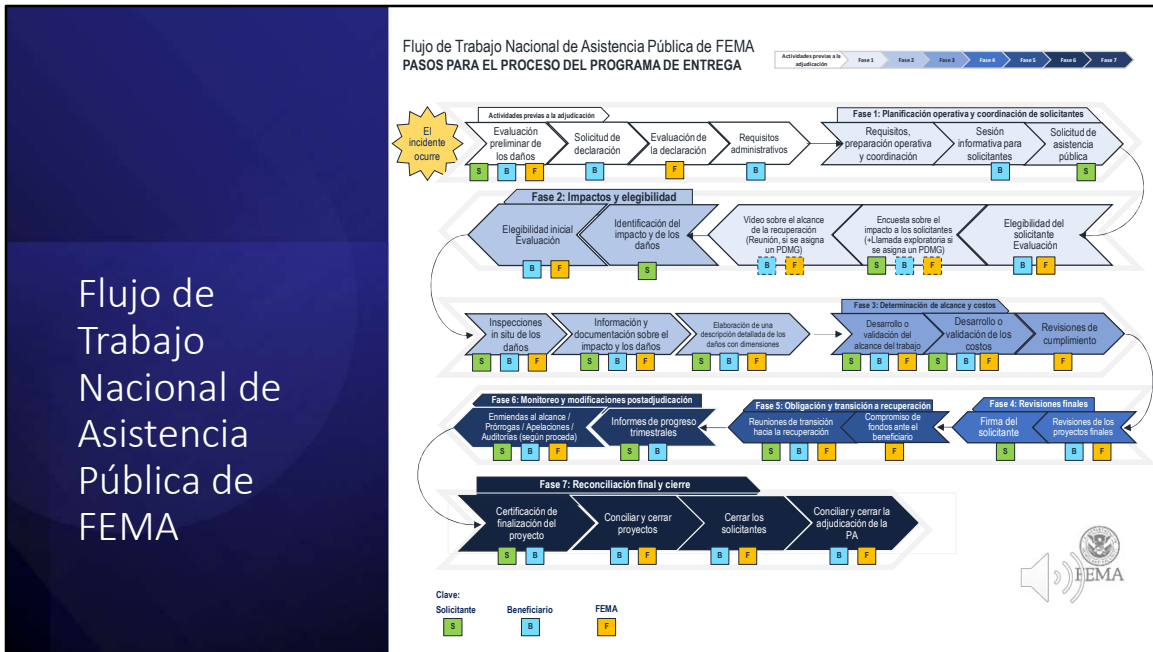 Flujo de
Trabajo
Nacional de
Asistencia
Pública de
FEMA
Flujo de Trabajo Nacional de Asistencia Pública de FEMA
PASOS PARA EL PROCESO DEL PROGRAMA DE ENTREGA
Actividades previas a la
adjudicación
Fase 1
Fase 2
Fase 3
Fase 4
Fase 5
Fase 6
Fase 7
El
incidente
ocurre
Actividades previas a la adjudicación
Evaluación
preliminar de
los daños
S B F
Solicitud de
declaración
B
Evaluación de
la declaración
F
Requisitos
administrativos
B
Fase 1: Planificación operativa y coordinación de solicitantes
Requisitos,
preparación operativa
y coordinación
Sesión
informativa para
solicitantes
B
Solicitud de
asistencia
pública
S
Elegibilidad del
solicitante
Evaluación
B F
Encuesta sobre el
impacto a los solicitantes
(+Llamada exploratoria si
se asigna un PDMG)
S B F
Vídeo sobre el alcance
de la recuperación
(Reunión, si se asigna
un PDMG)
B F
Fase 2: Impactos y elegibilidad
Identificación del
impacto y de los
daños
S
Elegibilidad inicial
Evaluación
B F
Inspecciones
in situ de los
daños
S B F
Información y
documentación sobre el
impacto y los daños
S B F
Elaboración de una
descripción detallada de los
daños con dimensiones
S B F
Fase 3: Determinación de alcance y costos
Desarrollo o
validación del
alcance del trabajo
S B F
Desarrollo o
validación de los
costos
S B F
Revisiones de
cumplimiento
F
Fase 4: Revisiones finales
Revisiones de los
proyectos finales
B F
Firma del
solicitante
S
Fase 5: Obligación y transición a recuperación
Compromiso de
fondos ante el
beneficiario
F
Reuniones de transición
hacia la recuperación
S B F
Fase 6: Monitoreo y modificaciones postadjudicación
Informes de progreso
trimestrales
S B
Enmiendas al alcance /
Prórrogas / Apelaciones /
Auditorías (según proceda)
S B F
Fase 7: Reconciliación final y cierre
Certificación de
finalización del
proyecto
S B
Conciliar y cerrar
proyectos
B F
Cerrar los
solicitantes
B F
Conciliar y cerrar la
adjudicación de la
PA
B F
FEMA
Clave:
Solicitante
S
Beneficiario
B
FEMA
F